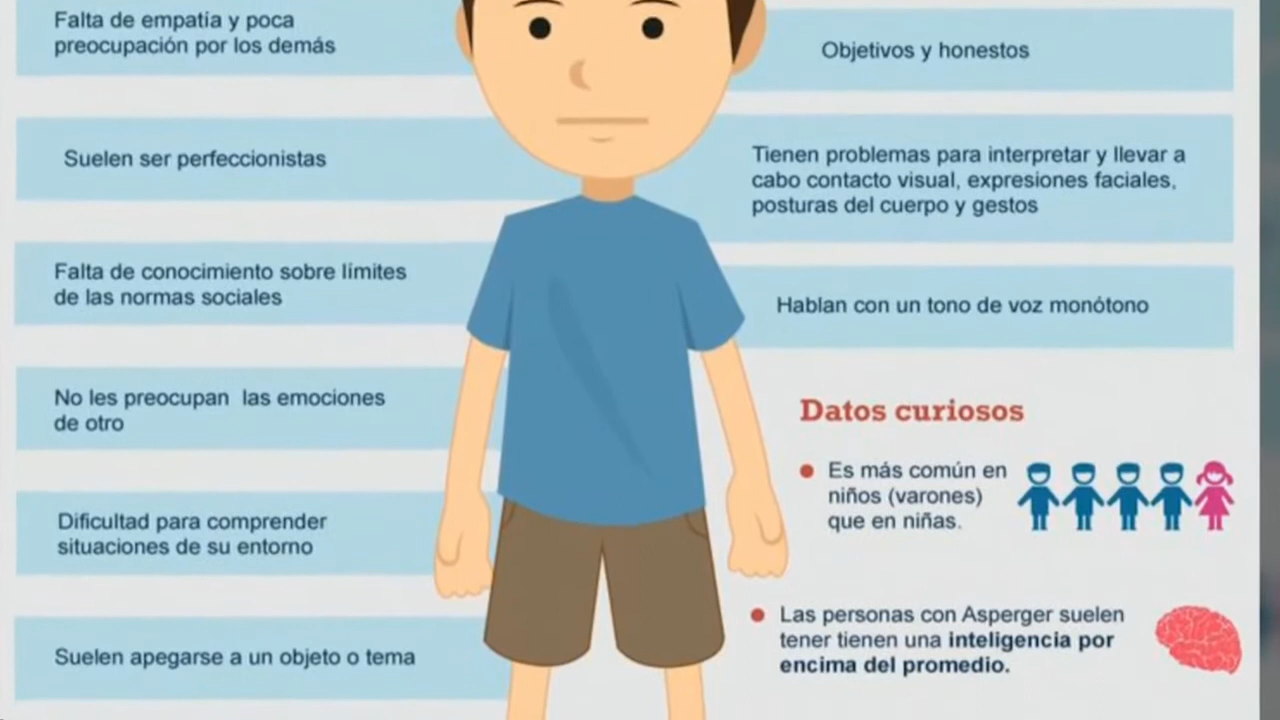 Falta de empatía y poca
preocupación por los demás
Suelen ser perfeccionistas
Falta de conocimiento sobre límites
de las normas sociales
No les preocupan las emociones
de otro
Dificultad para comprender
situaciones de su entorno
Suelen apegarse a un objeto o tema
Objetivos y honestos
Tienen problemas para interpretar y llevar a
cabo contacto visual, expresiones faciales,
posturas del cuerpo y gestos
Hablan con un tono de voz monótono
Datos curiosos
Es más común en
niños (varones)
que en niñas.
Las personas con Asperger suelen
tener tienen una inteligencia por
encima del promedio.